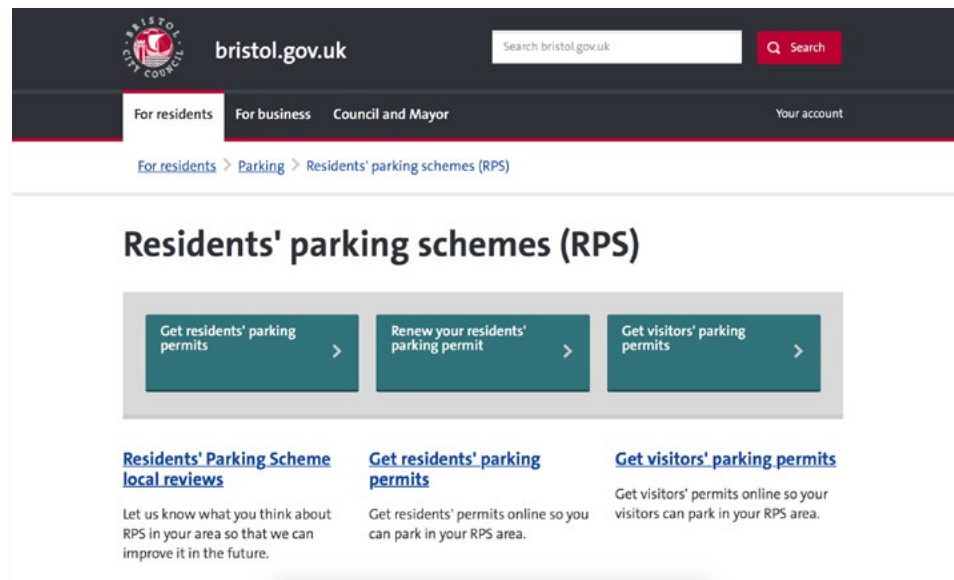 BRISTOL
CITY COUNCIL
bristol.gov.uk
Search bristol.gov.uk
Search
For residents
For business
Council and Mayor
Your account
For residents > Parking > Residents' parking schemes (RPS)
Residents' parking schemes (RPS)
Get residents' parking
permits
Renew your residents'
parking permit
Get visitors' parking
permits
Residents' Parking Scheme
local reviews
Let us know what you think about
RPS in your area so that we can
improve it in the future.
Get residents' parking
permits
Get residents' permits online so you
can park in your RPS area.
Get visitors' parking permits
Get visitors' permits online so your
visitors can park in your RPS area.